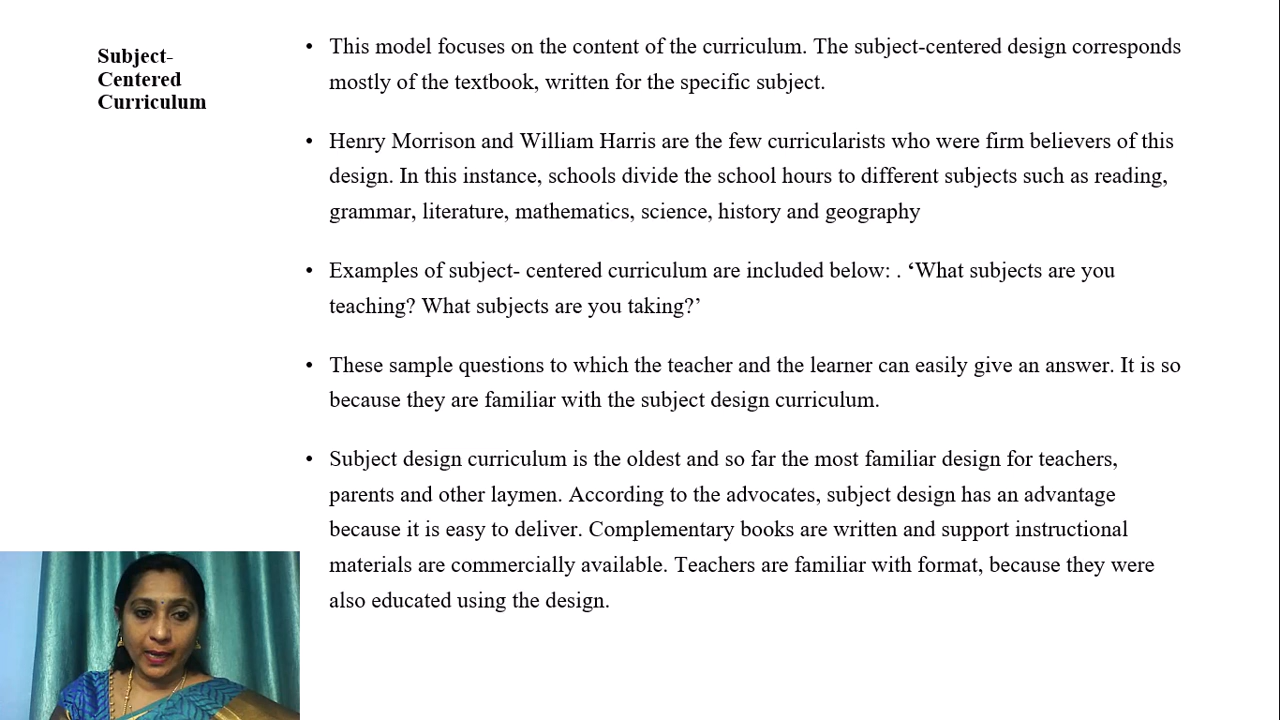 Subject-
Centered
Curriculum
• This model focuses on the content of the curriculum. The subject-centered design corresponds
mostly of the textbook, written for the specific subject.
• Henry Morrison and William Harris are the few curricularists who were firm believers of this
design. In this instance, schools divide the school hours to different subjects such as reading,
grammar, literature, mathematics, science, history and geography
• Examples of subject- centered curriculum are included below: . ‘What subjects are you
teaching? What subjects are you taking?’
• These sample questions to which the teacher and the learner can easily give an answer. It is so
because they are familiar with the subject design curriculum.
• Subject design curriculum is the oldest and so far the most familiar design for teachers,
parents and other laymen. According to the advocates, subject design has an advantage
because it is easy to deliver. Complementary books are written and support instructional
materials are commercially available. Teachers are familiar with format, because they were
also educated using the design.